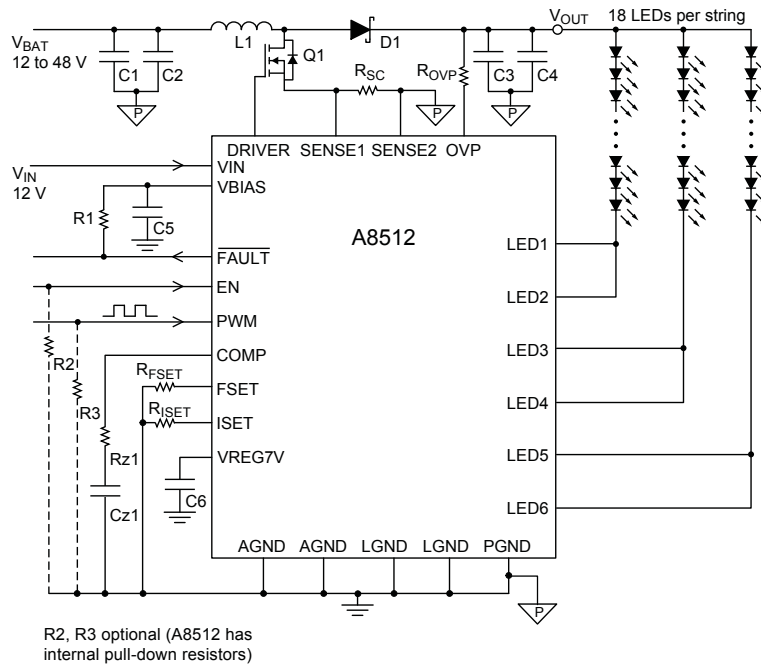 V_BAT
12 to 48 V
C1
C2
L1
Q1
D1
R_SC
R_OVP
C3
C4
V_OUT
18 LEDs per string
P
P
P
DRIVER
SENSE1
SENSE2
OVP
V_IN
12 V
VIN
VBIAS
R1
C5
A8512
FAULT
LED1
EN
LED2
PWM
R2
R3
COMP
LED3
R_FSET
FSET
R_ISET
ISET
LED4
Rz1
VREG7V
LED5
Cz1
C6
LED6
AGND
AGND
LGND
LGND
PGND
P
R2, R3 optional (A8512 has
internal pull-down resistors)